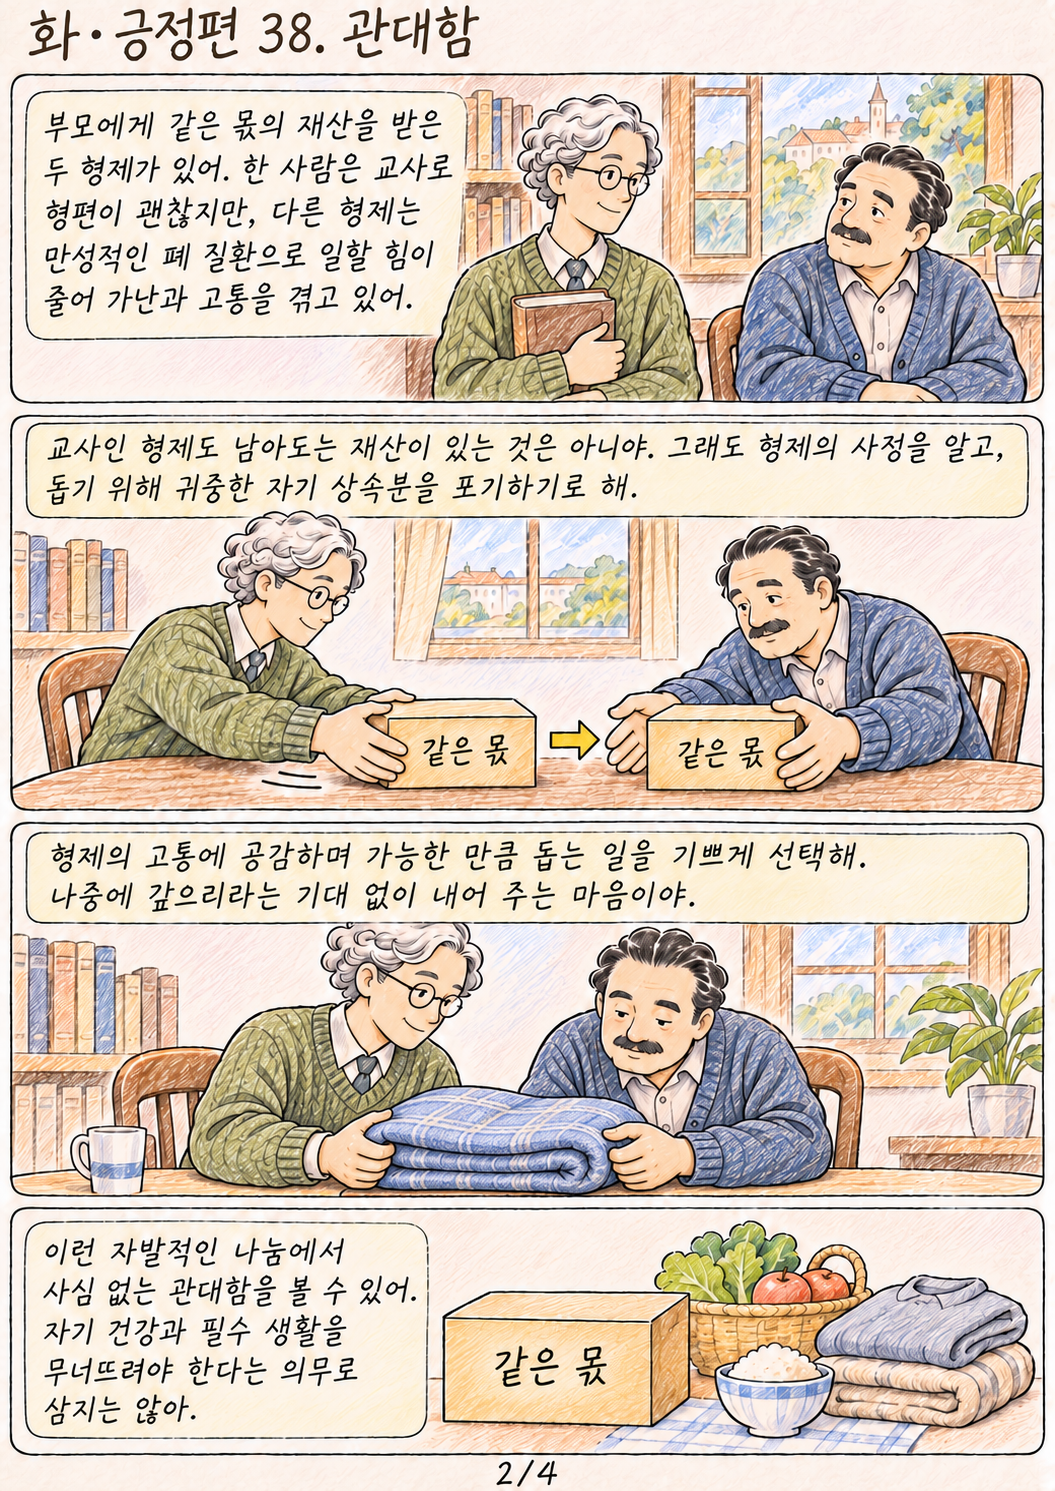 화·긍정편 38. 관대함
부모에게 같은 몫의 재산을 받은
두 형제가 있어. 한 사람은 교사로
형편이 괜찮지만, 다른 형제는
만성적인 폐 질환으로 일할 힘이
줄어 가난과 고통을 겪고 있어.
교사인 형제도 남아도는 재산이 있는 것은 아니야. 그래도 형제의 사정을 알고,
돕기 위해 귀중한 자기 상속분을 포기하기로 해.
같은 몫
같은 몫
형제의 고통에 공감하며 가능한 만큼 돕는 일을 기쁘게 선택해.
나중에 갚으리라는 기대 없이 내어 주는 마음이야.
이런 자발적인 나눔에서
사심 없는 관대함을 볼 수 있어.
자기 건강과 필수 생활을
무너뜨려야 한다는 의무로
삼지는 않아.
같은 몫
2/4